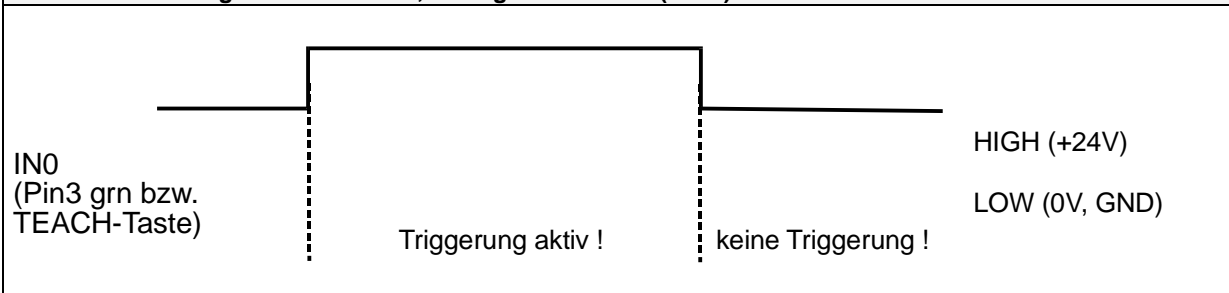 IN0
(Pin3 grn bzw.
TEACH-Taste)
Triggerung aktiv !
keine Triggerung !
HIGH (+24V)
LOW (0V, GND)